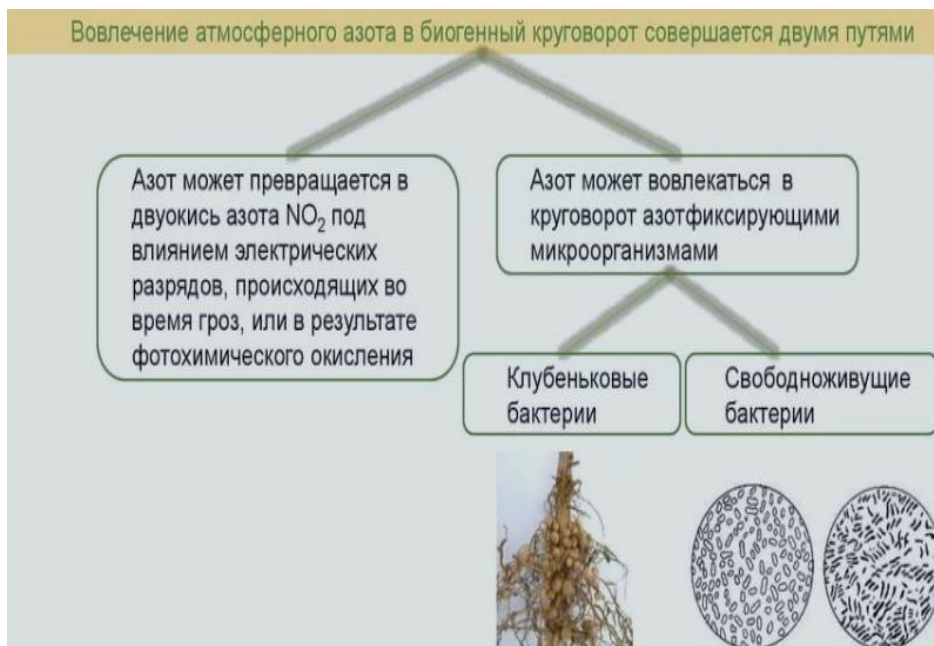 Вовлечение атмосферного азота в биогенный круговорот совершается двумя путями
Азот может превращается в
двуокись азота NO₂ под
влиянием электрических
разрядов, происходящих во
время гроз, или в результате
фотохимического окисления
Азот может вовлекаться в
круговорот азотфиксирующими
микроорганизмами
Клубеньковые
бактерии
Свободноживущие
бактерии